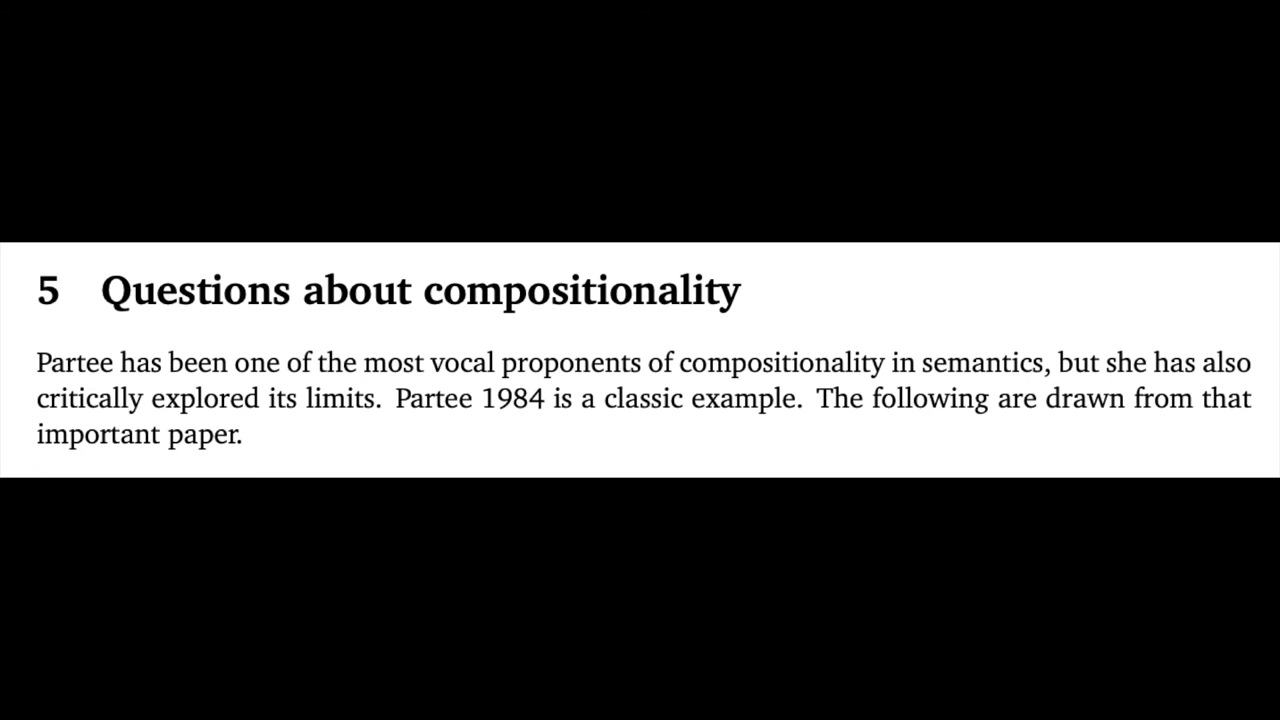 5 Questions about compositionality
Partee has been one of the most vocal proponents of compositionality in semantics, but she has also
critically explored its limits. Partee 1984 is a classic example. The following are drawn from that
important paper.